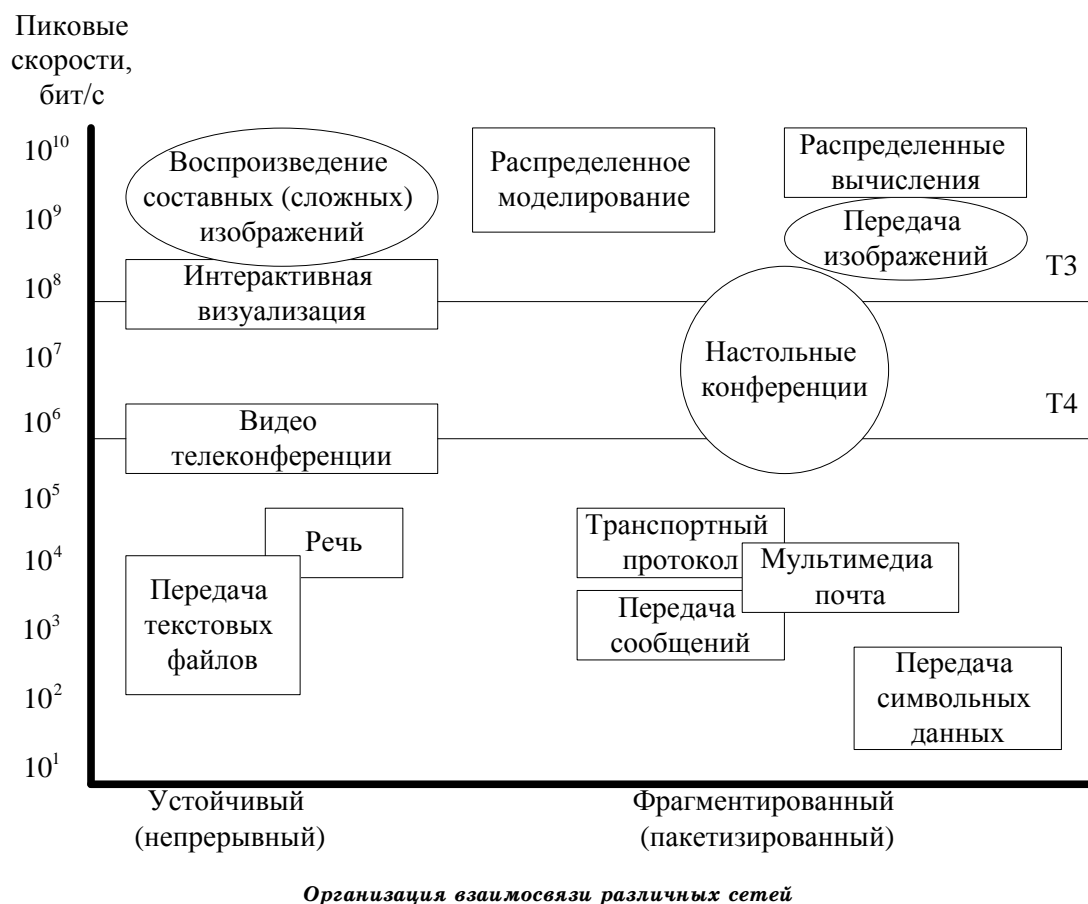 Пиковые
скорости,
бит/с
10^10
10^9
10^8
10^7
10^6
10^5
10^4
10^3
10^2
10^1
Воспроизведение
составных (сложных)
изображений
Распределенное
моделирование
Распределенные
вычисления
Передача
изображений
Т3
Интерактивная
визуализация
Настольные
конференции
Т4
Видео
телеконференции
Речь
Передача
текстовых
файлов
Транспортный
протокол
Мультимедиа
почта
Передача
сообщений
Передача
символьных
данных
Устойчивый
(непрерывный)
Фрагментированный
(пакетизированный)
Организация взаимосвязи различных сетей